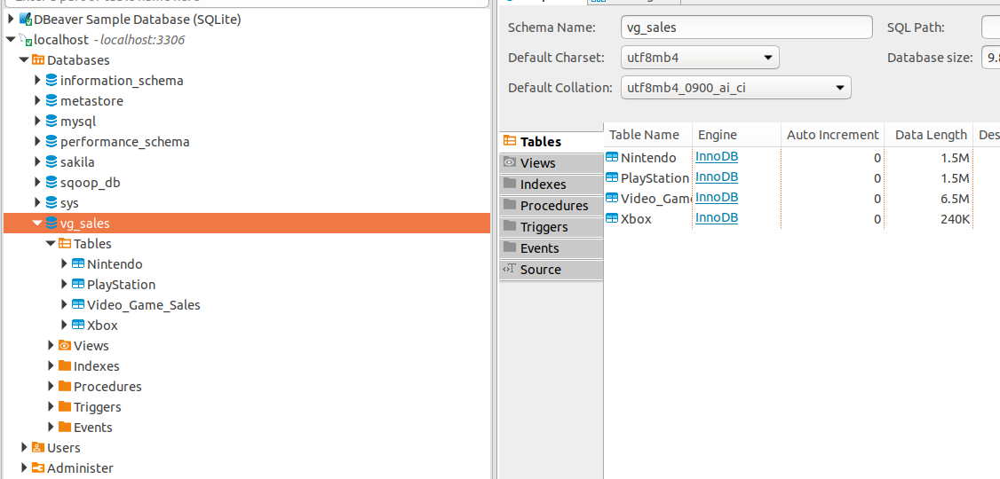 DBeaver Sample Database (SQLite)
localhost - localhost:3306
Databases
information_schema
metastore
mysql
performance_schema
sakila
sqoop_db
sys
vg_sales
Tables
Nintendo
PlayStation
Video_Game_Sales
Xbox
Views
Indexes
Procedures
Triggers
Events
Users
Administer
Schema Name: vg_sales SQL Path:
Default Charset: utf8mb4 Database size: 9.8
Default Collation: utf8mb4_0900_ai_ci
Tables
Views
Indexes
Procedures
Triggers
Events
Source
Table Name Engine Auto Increment Data Length Des
Nintendo InnoDB 0 1.5M
PlayStation InnoDB 0 1.5M
Video_Gam InnoDB 0 6.5M
Xbox InnoDB 0 240K